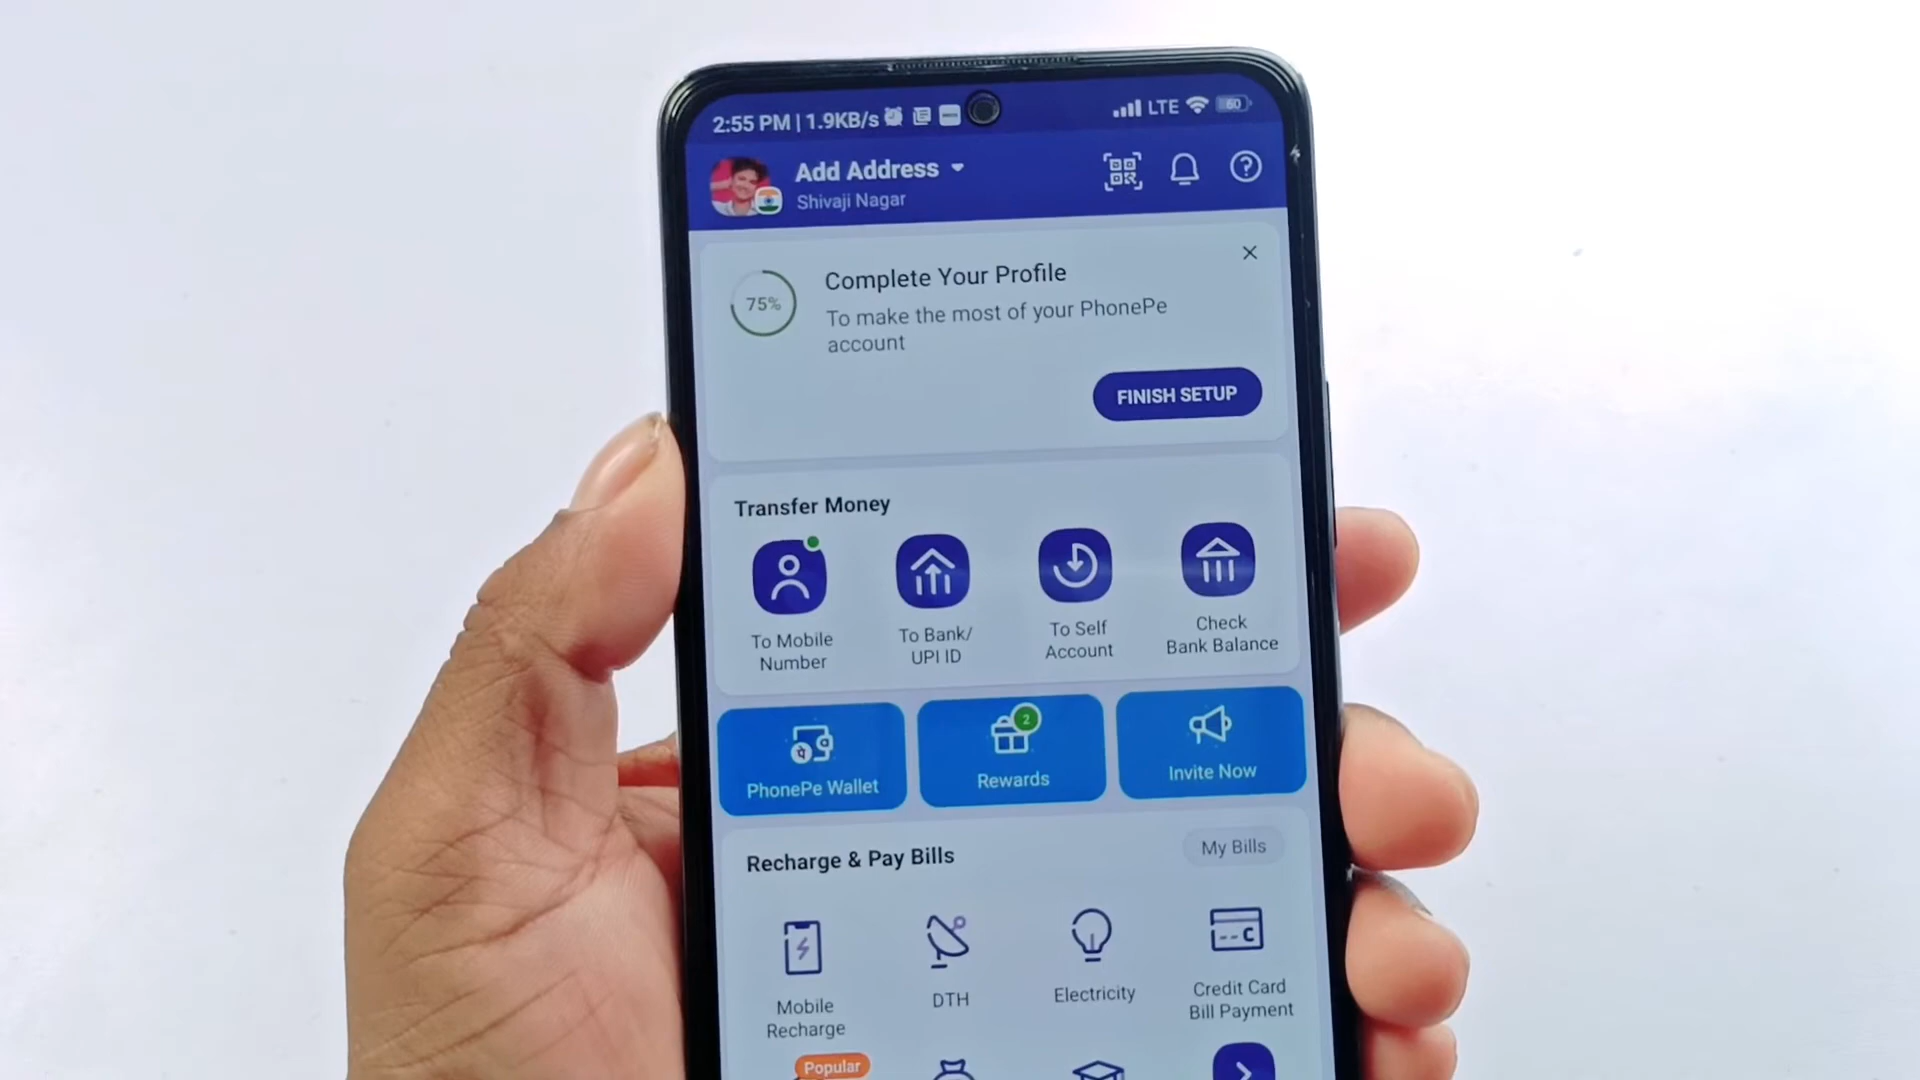 2:55 PM | 1.9KB/s
LTE
60
Add Address
Shivaji Nagar
75%
Complete Your Profile
To make the most of your PhonePe
account
FINISH SETUP
Transfer Money
To Mobile
Number
To Bank/
UPI ID
To Self
Account
Check
Bank Balance
पे
PhonePe Wallet
2
Rewards
Invite Now
Recharge & Pay Bills
My Bills
Mobile
Recharge
DTH
Electricity
Credit Card
Bill Payment
Popular